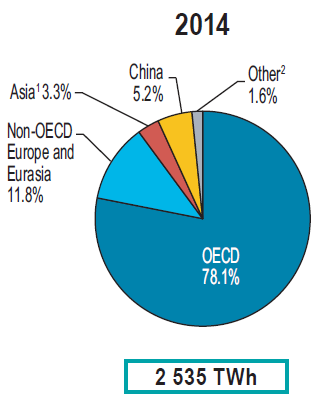 2014
China
5.2%
Other²
1.6%
Asia¹ 3.3%
Non-OECD
Europe and
Eurasia
11.8%
OECD
78.1%
2 535 TWh